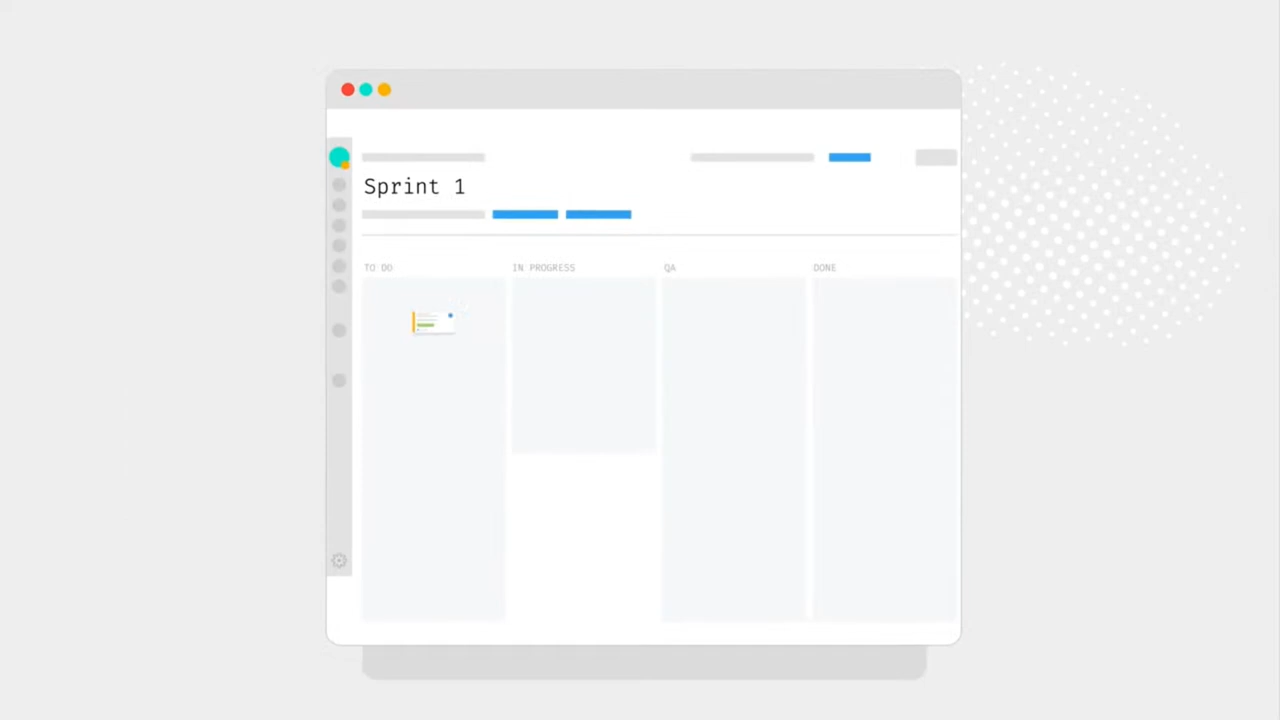 Sprint 1
TO DO
IN PROGRESS
QA
DONE